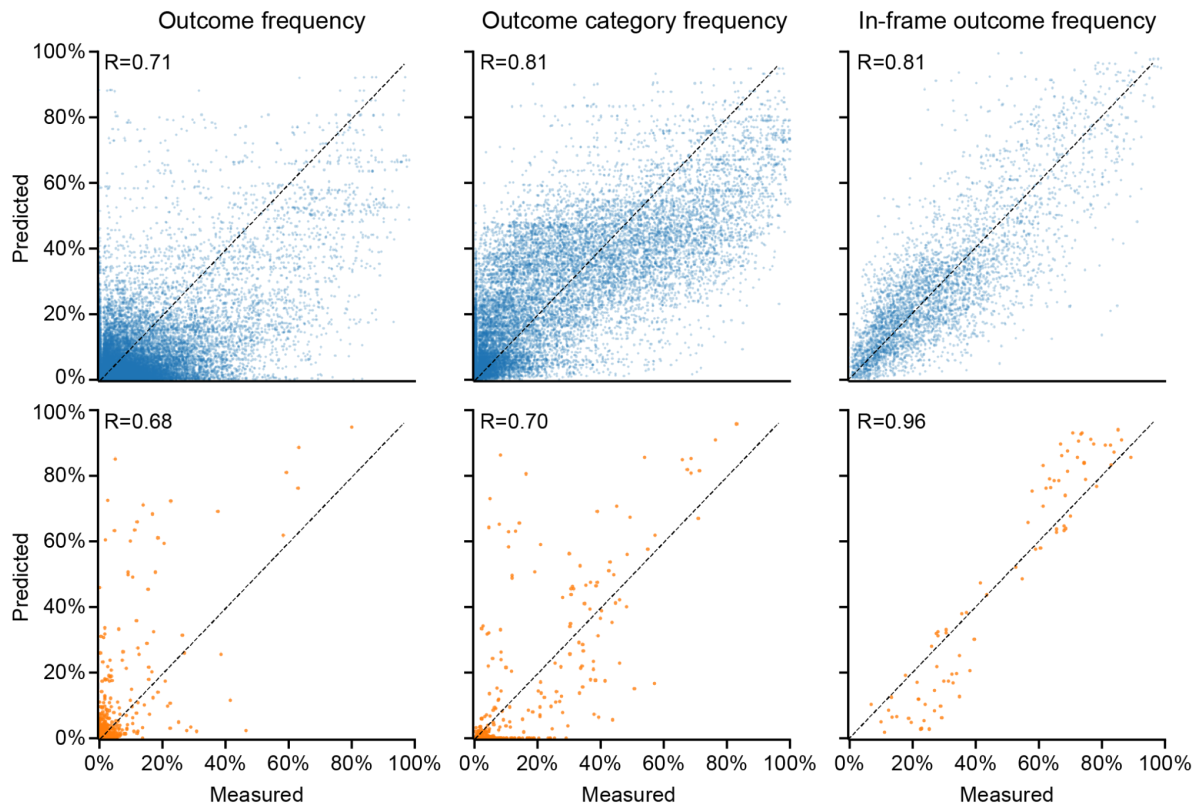 Outcome frequency
Outcome category frequency
In-frame outcome frequency
100%
80%
60%
40%
20%
0%
Predicted
R=0.71
R=0.81
R=0.81
100%
80%
60%
40%
20%
0%
Predicted
R=0.68
R=0.70
R=0.96
0% 20% 40% 60% 80% 100%
0% 20% 40% 60% 80% 100%
0% 20% 40% 60% 80% 100%
Measured
Measured
Measured